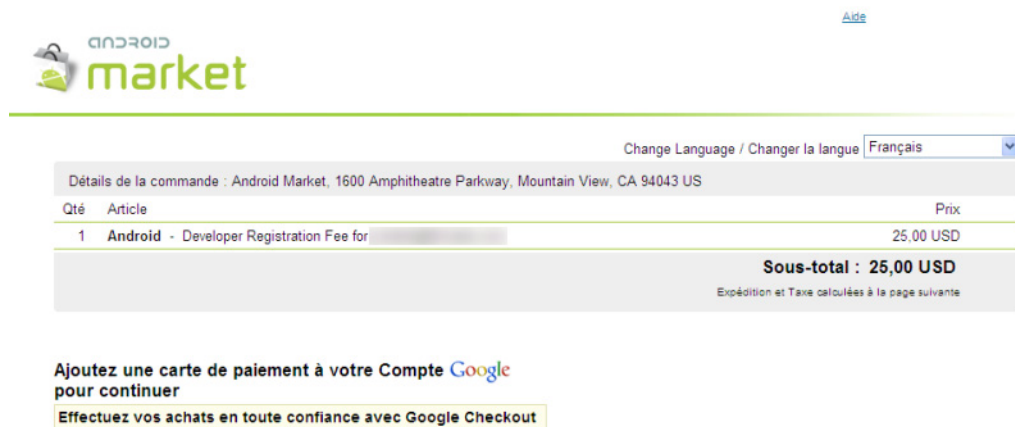 Aide
ANDROID
market
Change Language / Changer la langue Français
Détails de la commande : Android Market, 1600 Amphitheatre Parkway, Mountain View, CA 94043 US
Qté Article Prix
1 Android - Developer Registration Fee for 25,00 USD
Sous-total : 25,00 USD
Expédition et Taxe calculées à la page suivante
Ajoutez une carte de paiement à votre Compte Google
pour continuer
Effectuez vos achats en toute confiance avec Google Checkout